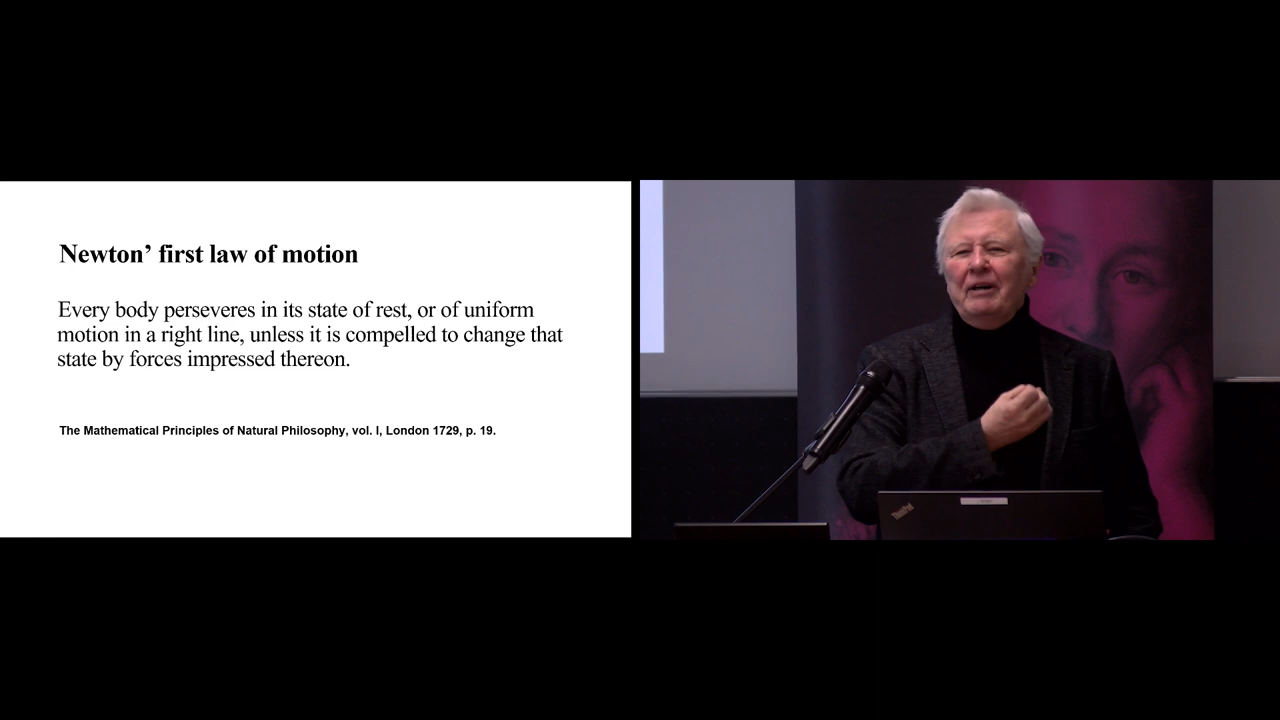 Newton’ first law of motion
Every body perseveres in its state of rest, or of uniform
motion in a right line, unless it is compelled to change that
state by forces impressed thereon.
The Mathematical Principles of Natural Philosophy, vol. I, London 1729, p. 19.
ThinkPad